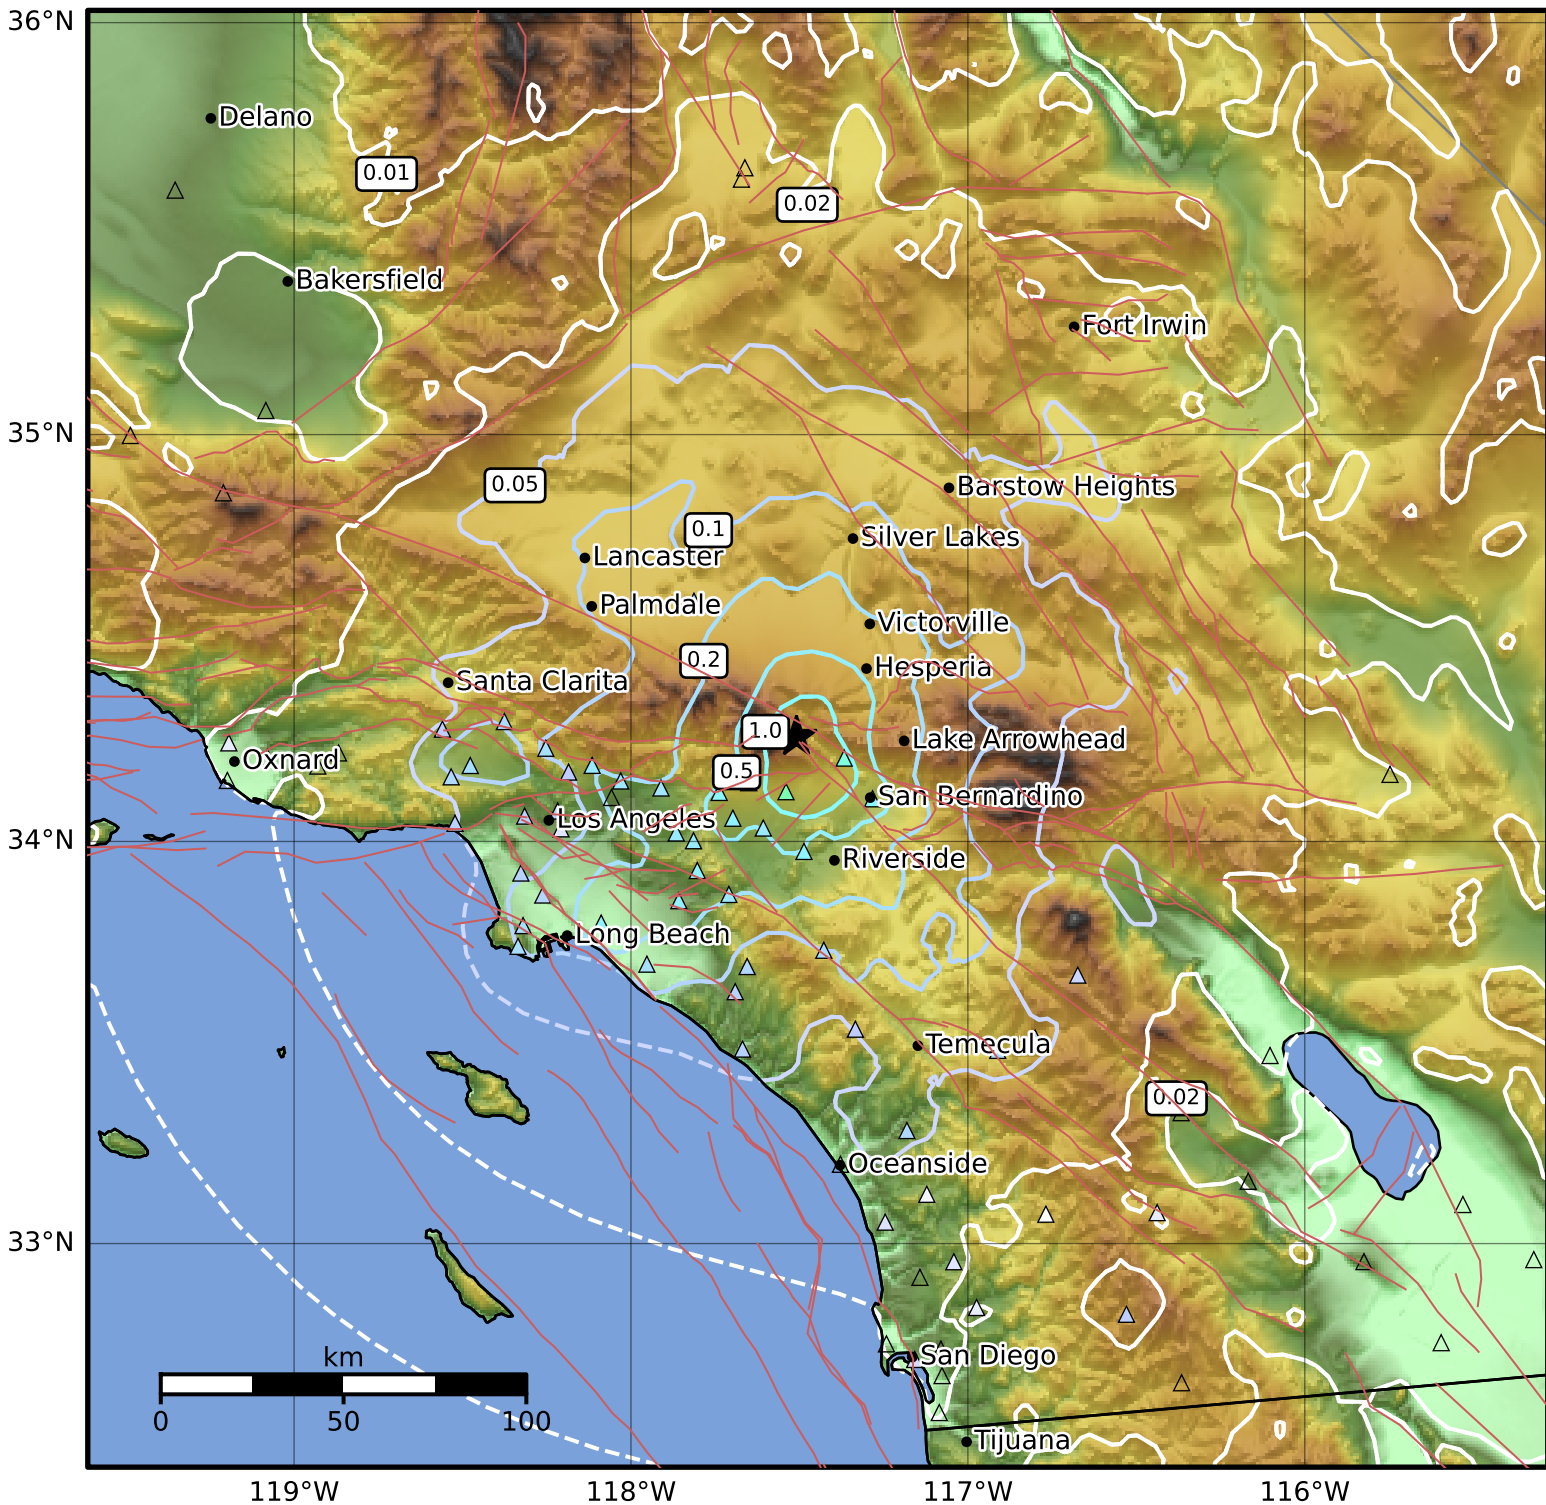 36°N
Delano
0.01
0.02
Bakersfield
Fort Irwin
35°N
0.05
Barstow Heights
0.1
Silver Lakes
Lancaster
Palmdale
Victorville
0.2
Hesperia
Santa Clarita
1.0
Lake Arrowhead
Oxnard
0.5
San Bernardino
Los Angeles
34°N
Riverside
Long Beach
Temecula
0.02
Oceanside
33°N
San Diego
km
0 50 100
Tijuana
119°W 118°W 117°W 116°W